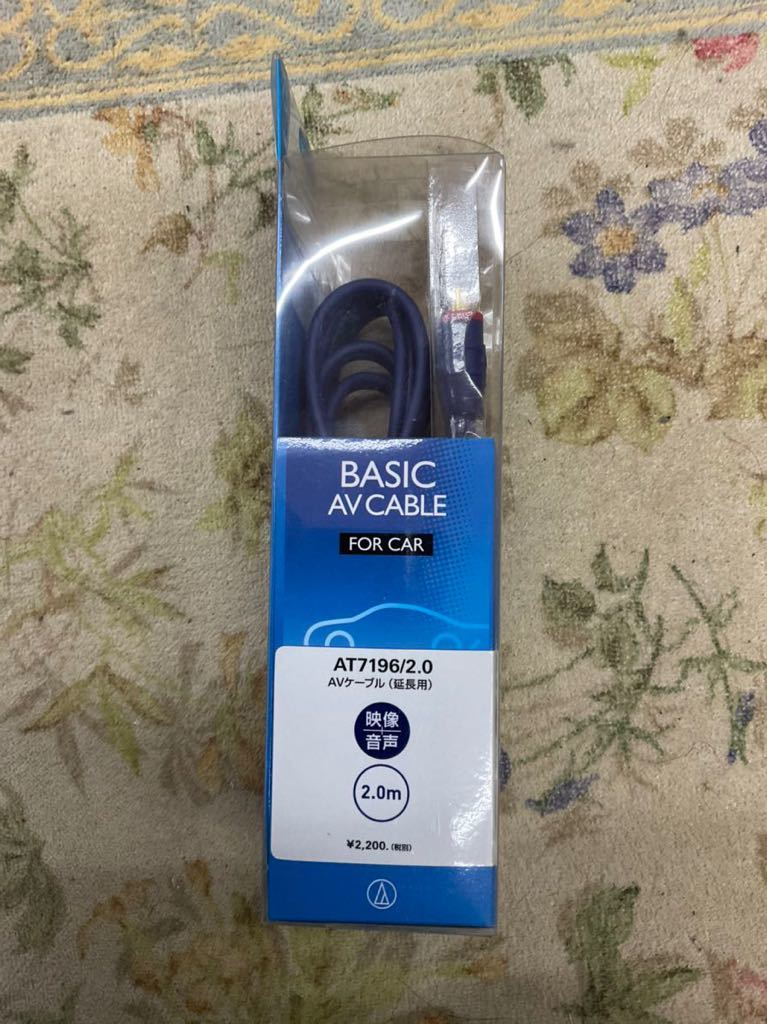 BASIC
AV CABLE
FOR CAR
AT7196/2.0
AVケーブル（延長用）
映像
音声
2.0m
¥2,200.（税別）